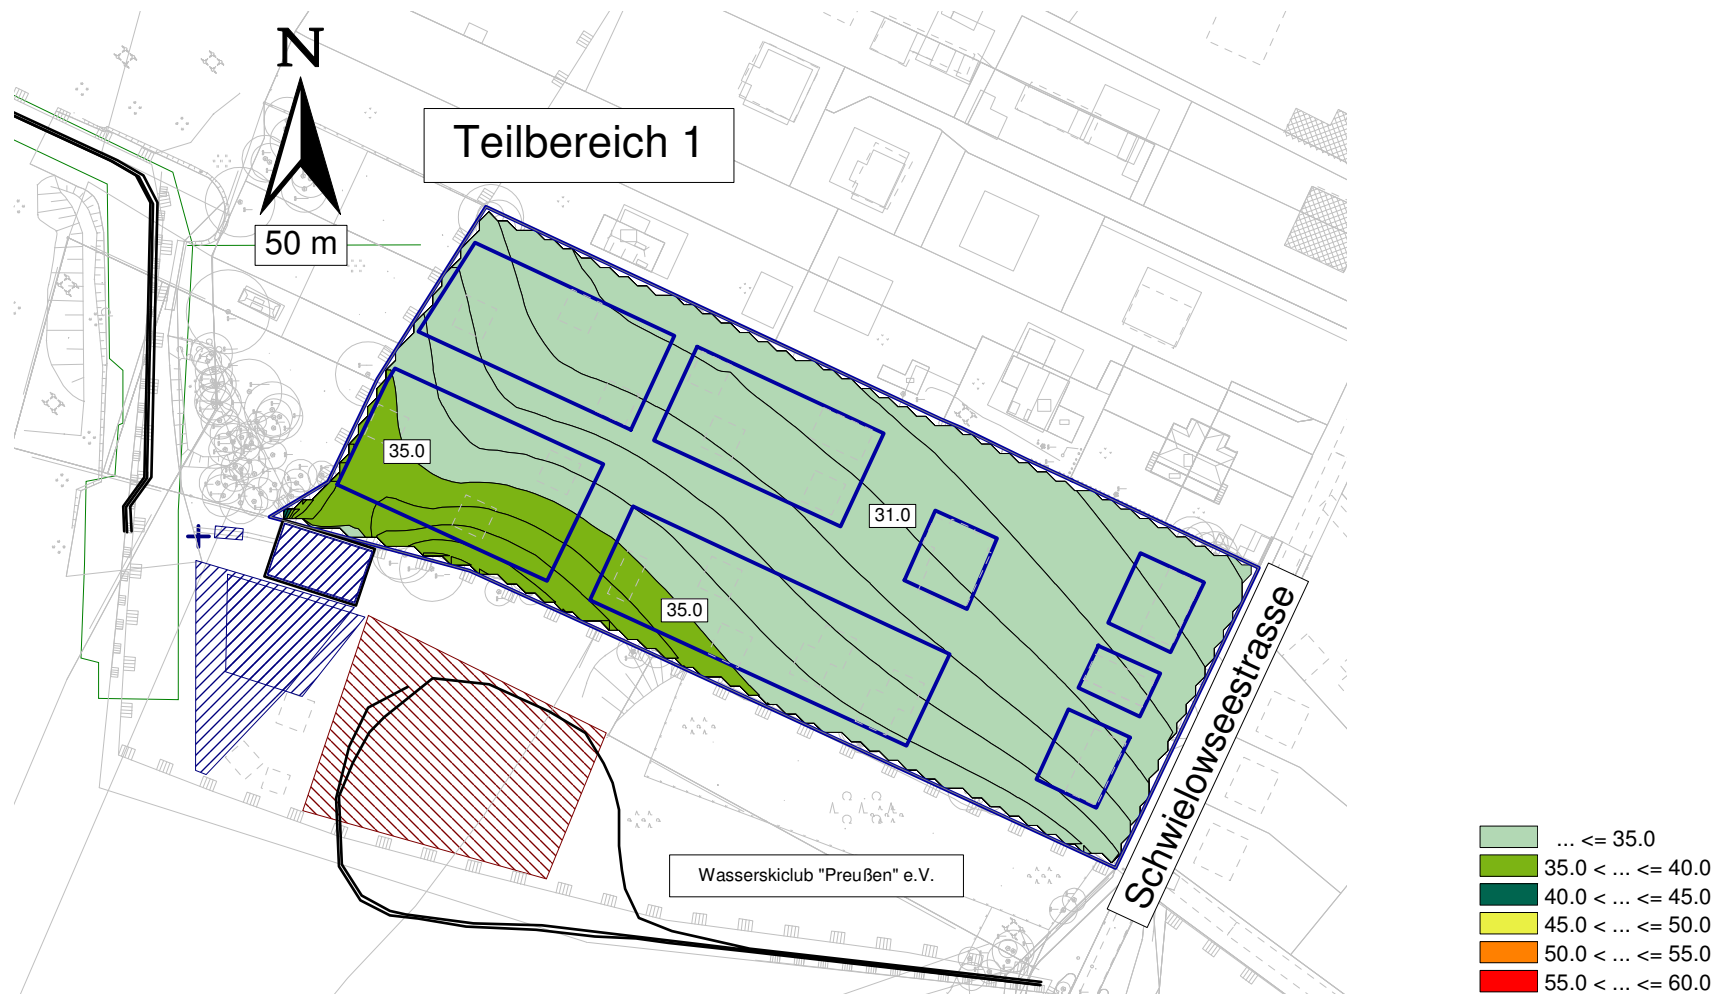 N
Teilbereich 1
50 m
35.0
31.0
35.0
Schwielowseestrasse
Wasserskiclub "Preußen" e.V.
... <= 35.0
35.0 < ... <= 40.0
40.0 < ... <= 45.0
45.0 < ... <= 50.0
50.0 < ... <= 55.0
55.0 < ... <= 60.0